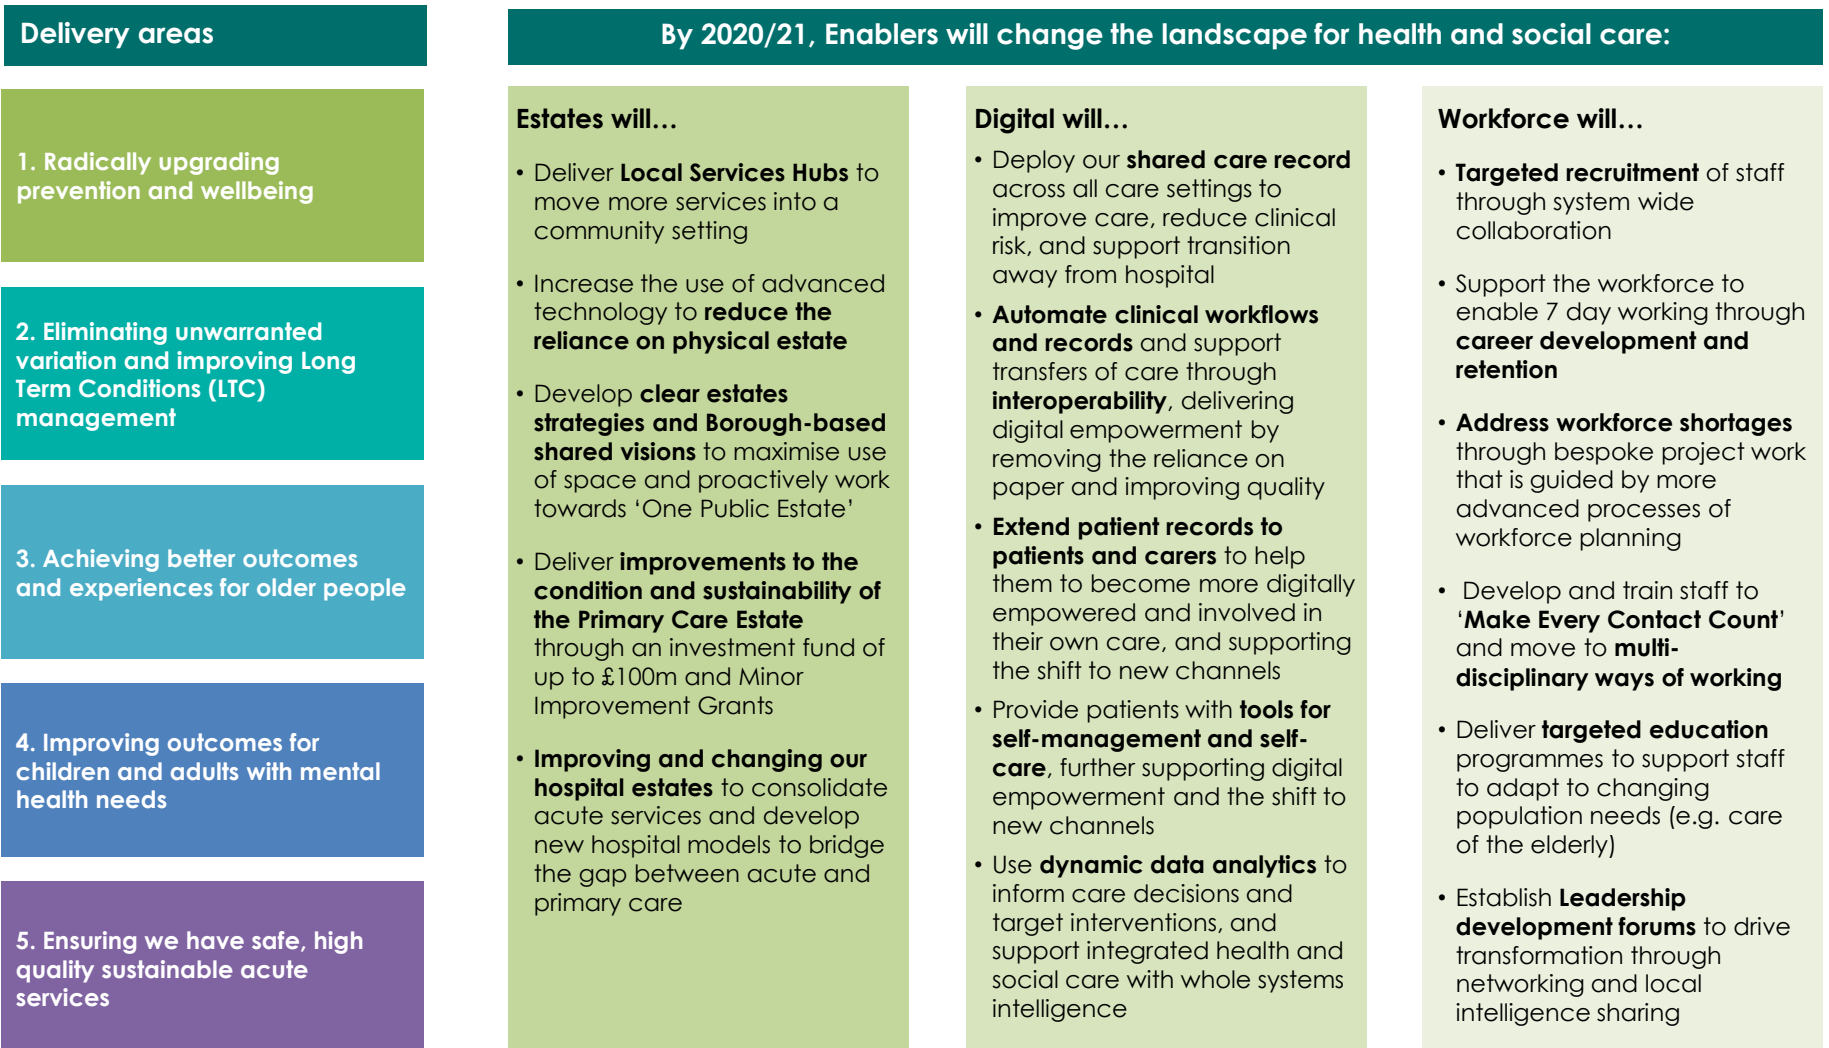 Delivery areas
1. Radically upgrading
prevention and wellbeing
2. Eliminating unwarranted
variation and improving Long
Term Conditions (LTC)
management
3. Achieving better outcomes
and experiences for older people
4. Improving outcomes for
children and adults with mental
health needs
5. Ensuring we have safe, high
quality sustainable acute
services
By 2020/21, Enablers will change the landscape for health and social care:
Estates will…
• Deliver Local Services Hubs to
move more services into a
community setting
• Increase the use of advanced
technology to reduce the
reliance on physical estate
• Develop clear estates
strategies and Borough-based
shared visions to maximise use
of space and proactively work
towards ‘One Public Estate’
• Deliver improvements to the
condition and sustainability of
the Primary Care Estate
through an investment fund of
up to £100m and Minor
Improvement Grants
• Improving and changing our
hospital estates to consolidate
acute services and develop
new hospital models to bridge
the gap between acute and
primary care
Digital will…
• Deploy our shared care record
across all care settings to
improve care, reduce clinical
risk, and support transition
away from hospital
• Automate clinical workflows
and records and support
transfers of care through
interoperability, delivering
digital empowerment by
removing the reliance on
paper and improving quality
• Extend patient records to
patients and carers to help
them to become more digitally
empowered and involved in
their own care, and supporting
the shift to new channels
• Provide patients with tools for
self-management and self-
care, further supporting digital
empowerment and the shift to
new channels
• Use dynamic data analytics to
inform care decisions and
target interventions, and
support integrated health and
social care with whole systems
intelligence
Workforce will…
• Targeted recruitment of staff
through system wide
collaboration
• Support the workforce to
enable 7 day working through
career development and
retention
• Address workforce shortages
through bespoke project work
that is guided by more
advanced processes of
workforce planning
• Develop and train staff to
‘Make Every Contact Count’
and move to multi-
disciplinary ways of working
• Deliver targeted education
programmes to support staff
to adapt to changing
population needs (e.g. care
of the elderly)
• Establish Leadership
development forums to drive
transformation through
networking and local
intelligence sharing